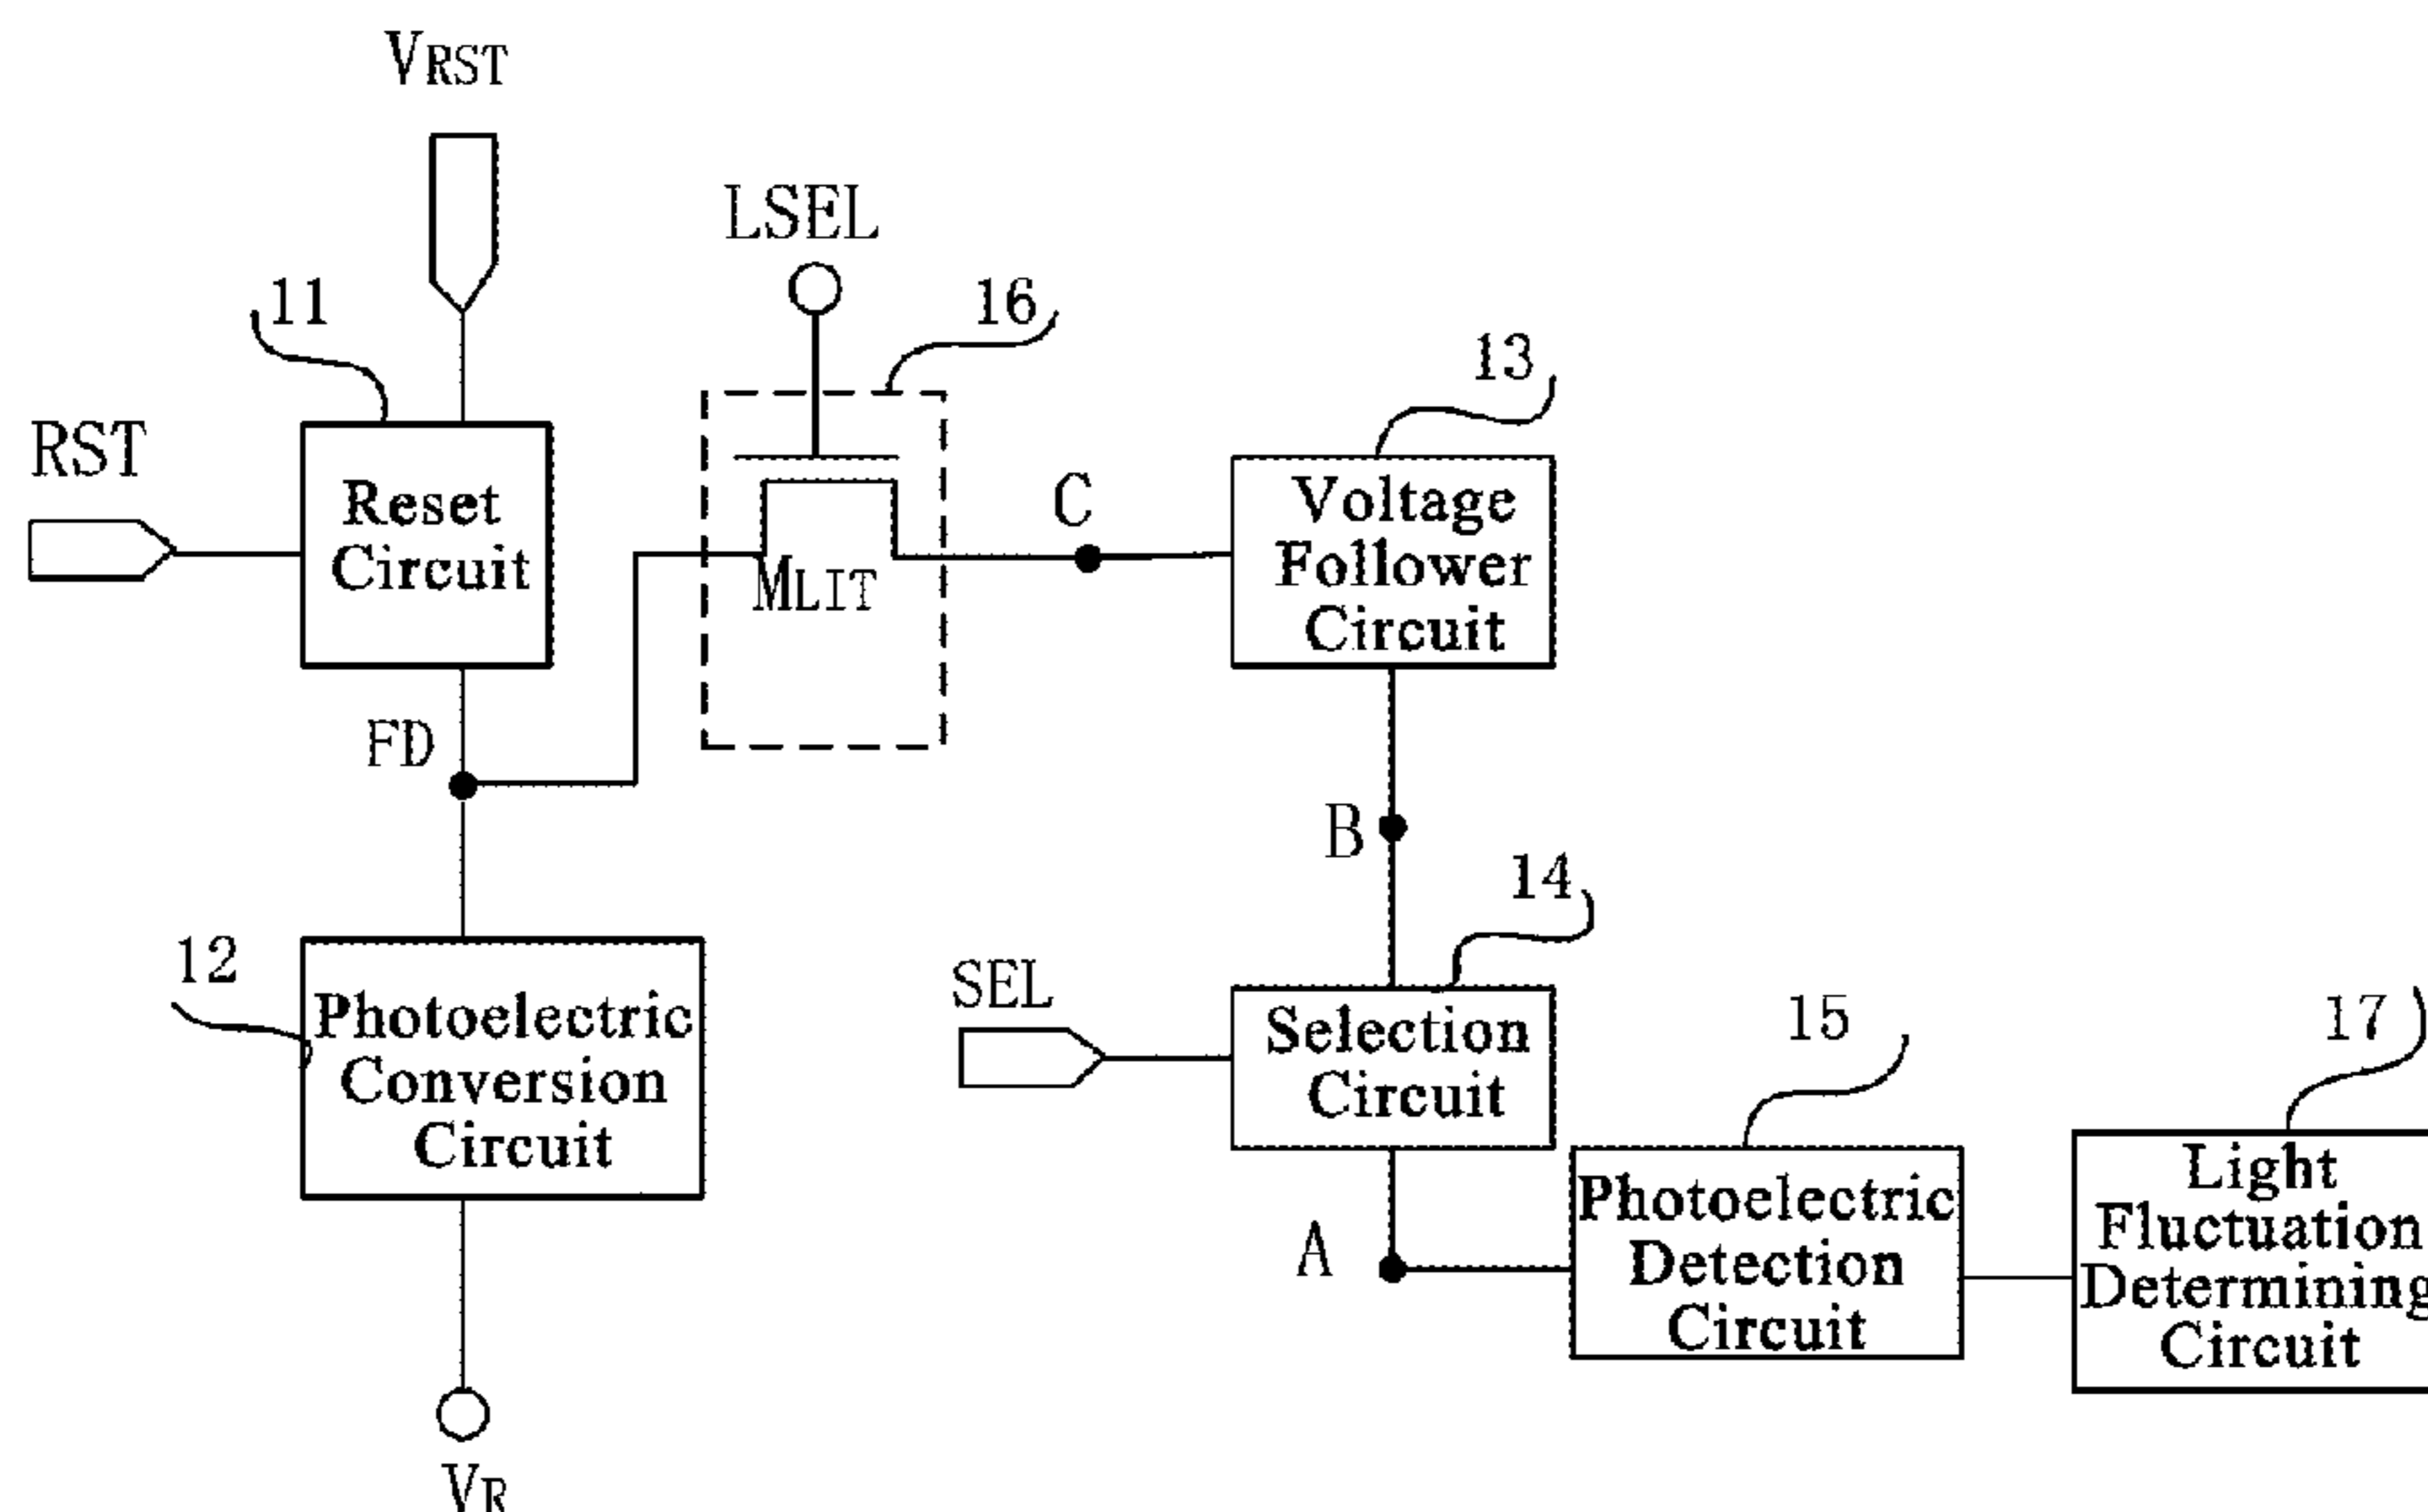 VRST
LSEL
11
16
13
RST
Reset
Circuit
C
Voltage
Follower
Circuit
MLIT
FD
B
14
12
SEL
Photoelectric
Conversion
Circuit
Selection
Circuit
15
17
Photoelectric
Detection
Circuit
Light
Fluctuation
Determining
Circuit
A
VR